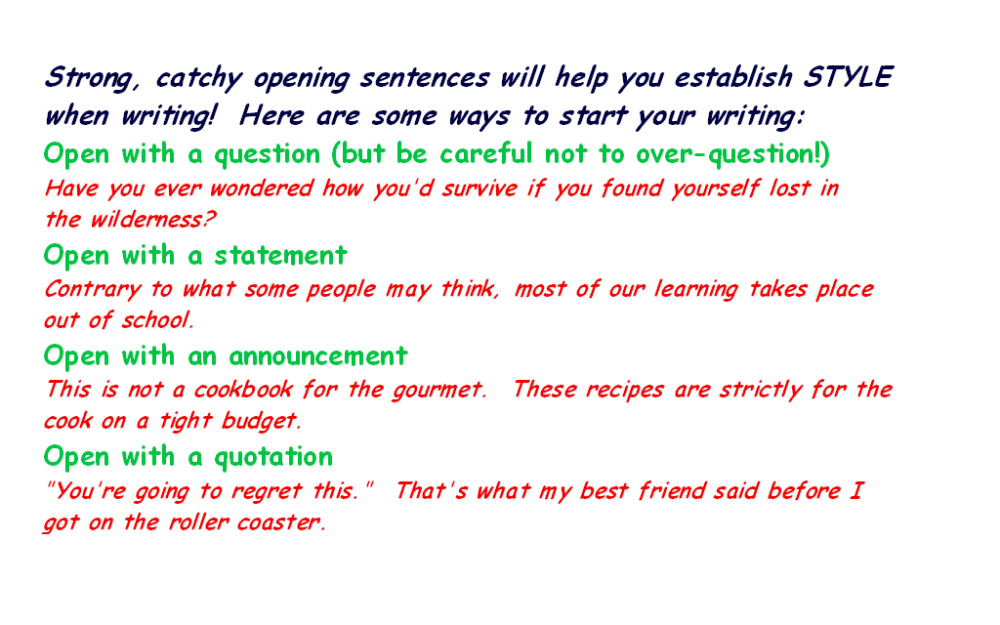 Strong, catchy opening sentences will help you establish STYLE
when writing!  Here are some ways to start your writing:
Open with a question (but be careful not to over-question!)
Have you ever wondered how you'd survive if you found yourself lost in
the wilderness?
Open with a statement
Contrary to what some people may think, most of our learning takes place
out of school.
Open with an announcement
This is not a cookbook for the gourmet.  These recipes are strictly for the
cook on a tight budget.
Open with a quotation
"You're going to regret this."  That's what my best friend said before I
got on the roller coaster.